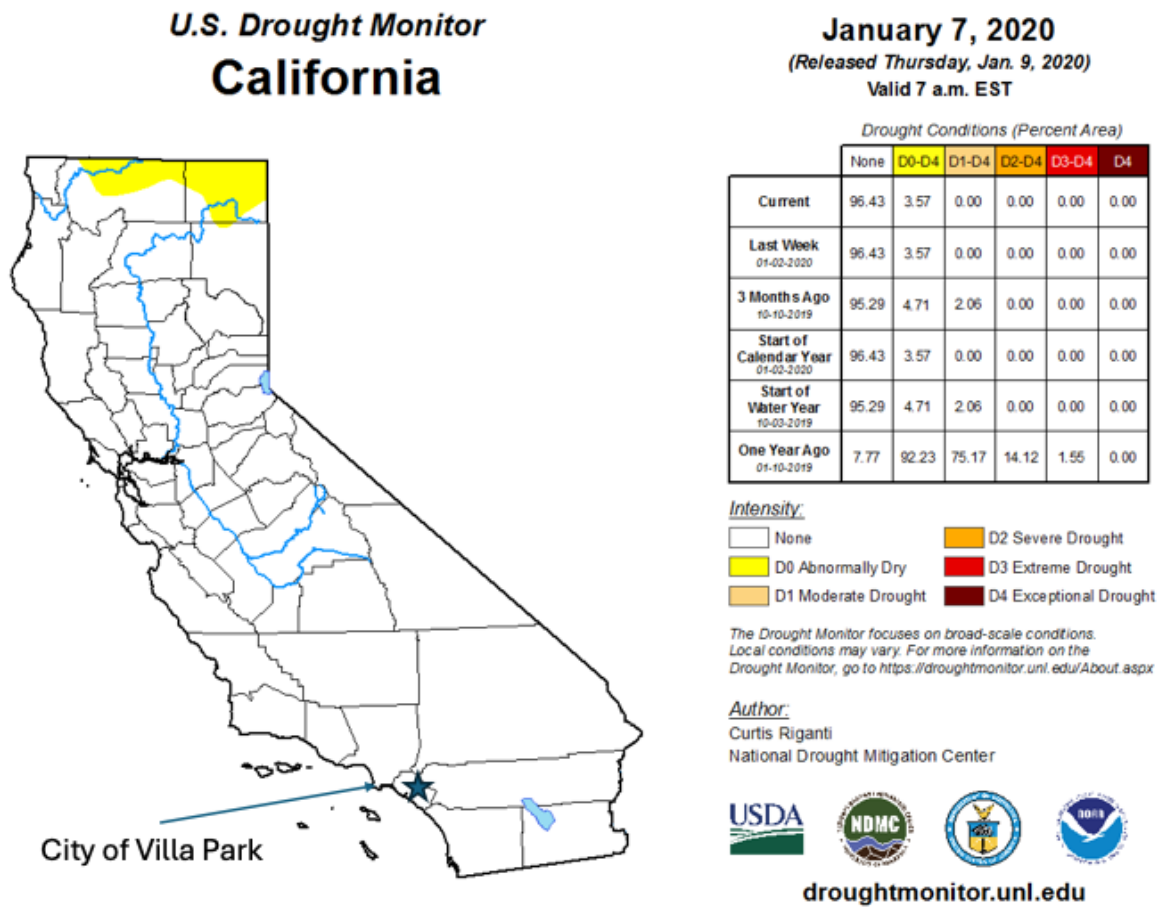 U.S. Drought Monitor
California
City of Villa Park
January 7, 2020
(Released Thursday, Jan. 9, 2020)
Valid 7 a.m. EST
Drought Conditions (Percent Area)
None D0-D4 D1-D4 D2-D4 D3-D4 D4
Current 96.43 3.57 0.00 0.00 0.00 0.00
Last Week
01-02-2020
96.43 3.57 0.00 0.00 0.00 0.00
3 Months Ago
10-10-2019
95.29 4.71 2.06 0.00 0.00 0.00
Start of
Calendar Year
01-02-2020
96.43 3.57 0.00 0.00 0.00 0.00
Start of
Water Year
10-03-2019
95.29 4.71 2.06 0.00 0.00 0.00
One Year Ago
01-10-2019
7.77 92.23 75.17 14.12 1.55 0.00
Intensity:
None
D0 Abnormally Dry
D1 Moderate Drought
D2 Severe Drought
D3 Extreme Drought
D4 Exceptional Drought
The Drought Monitor focuses on broad-scale conditions.
Local conditions may vary. For more information on the
Drought Monitor, go to https://droughtmonitor.unl.edu/About.aspx
Author:
Curtis Riganti
National Drought Mitigation Center
USDA
NDMC
NOAA
droughtmonitor.unl.edu